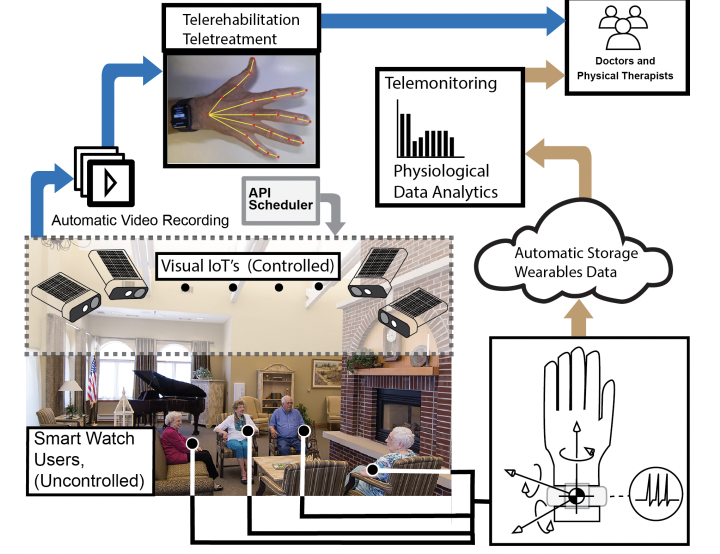 Telerehabilitation
Teletreatment
Doctors and
Physical Therapists
Telemonitoring
Physiological
Data Analytics
Automatic Video Recording
API
Scheduler
Visual IoT's (Controlled)
Automatic Storage
Wearables Data
Smart Watch
Users,
(Uncontrolled)